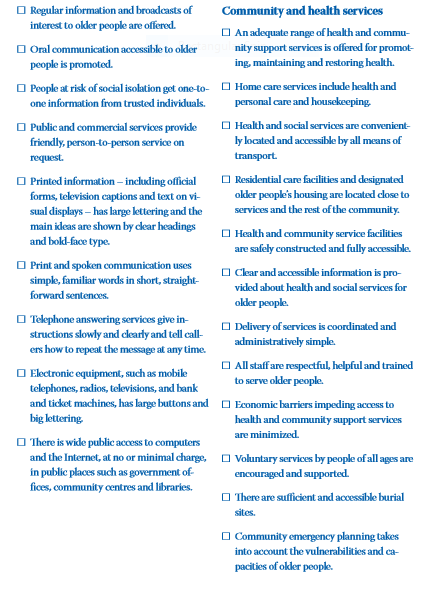 ☐ Regular information and broadcasts of
interest to older people are offered.
☐ Oral communication accessible to older
people is promoted.
☐ People at risk of social isolation get one-to-
one information from trusted individuals.
☐ Public and commercial services provide
friendly, person-to-person service on
request.
☐ Printed information – including official
forms, television captions and text on vi-
sual displays – has large lettering and the
main ideas are shown by clear headings
and bold-face type.
☐ Print and spoken communication uses
simple, familiar words in short, straight-
forward sentences.
☐ Telephone answering services give in-
structions slowly and clearly and tell call-
ers how to repeat the message at any time.
☐ Electronic equipment, such as mobile
telephones, radios, televisions, and bank
and ticket machines, has large buttons and
big lettering.
☐ There is wide public access to computers
and the Internet, at no or minimal charge,
in public places such as government of-
fices, community centres and libraries.
Community and health services
☐ An adequate range of health and commu-
nity support services is offered for promot-
ing, maintaining and restoring health.
☐ Home care services include health and
personal care and housekeeping.
☐ Health and social services are convenient-
ly located and accessible by all means of
transport.
☐ Residential care facilities and designated
older people's housing are located close to
services and the rest of the community.
☐ Health and community service facilities
are safely constructed and fully accessible.
☐ Clear and accessible information is pro-
vided about health and social services for
older people.
☐ Delivery of services is coordinated and
administratively simple.
☐ All staff are respectful, helpful and trained
to serve older people.
☐ Economic barriers impeding access to
health and community support services
are minimized.
☐ Voluntary services by people of all ages are
encouraged and supported.
☐ There are sufficient and accessible burial
sites.
☐ Community emergency planning takes
into account the vulnerabilities and ca-
pacities of older people.